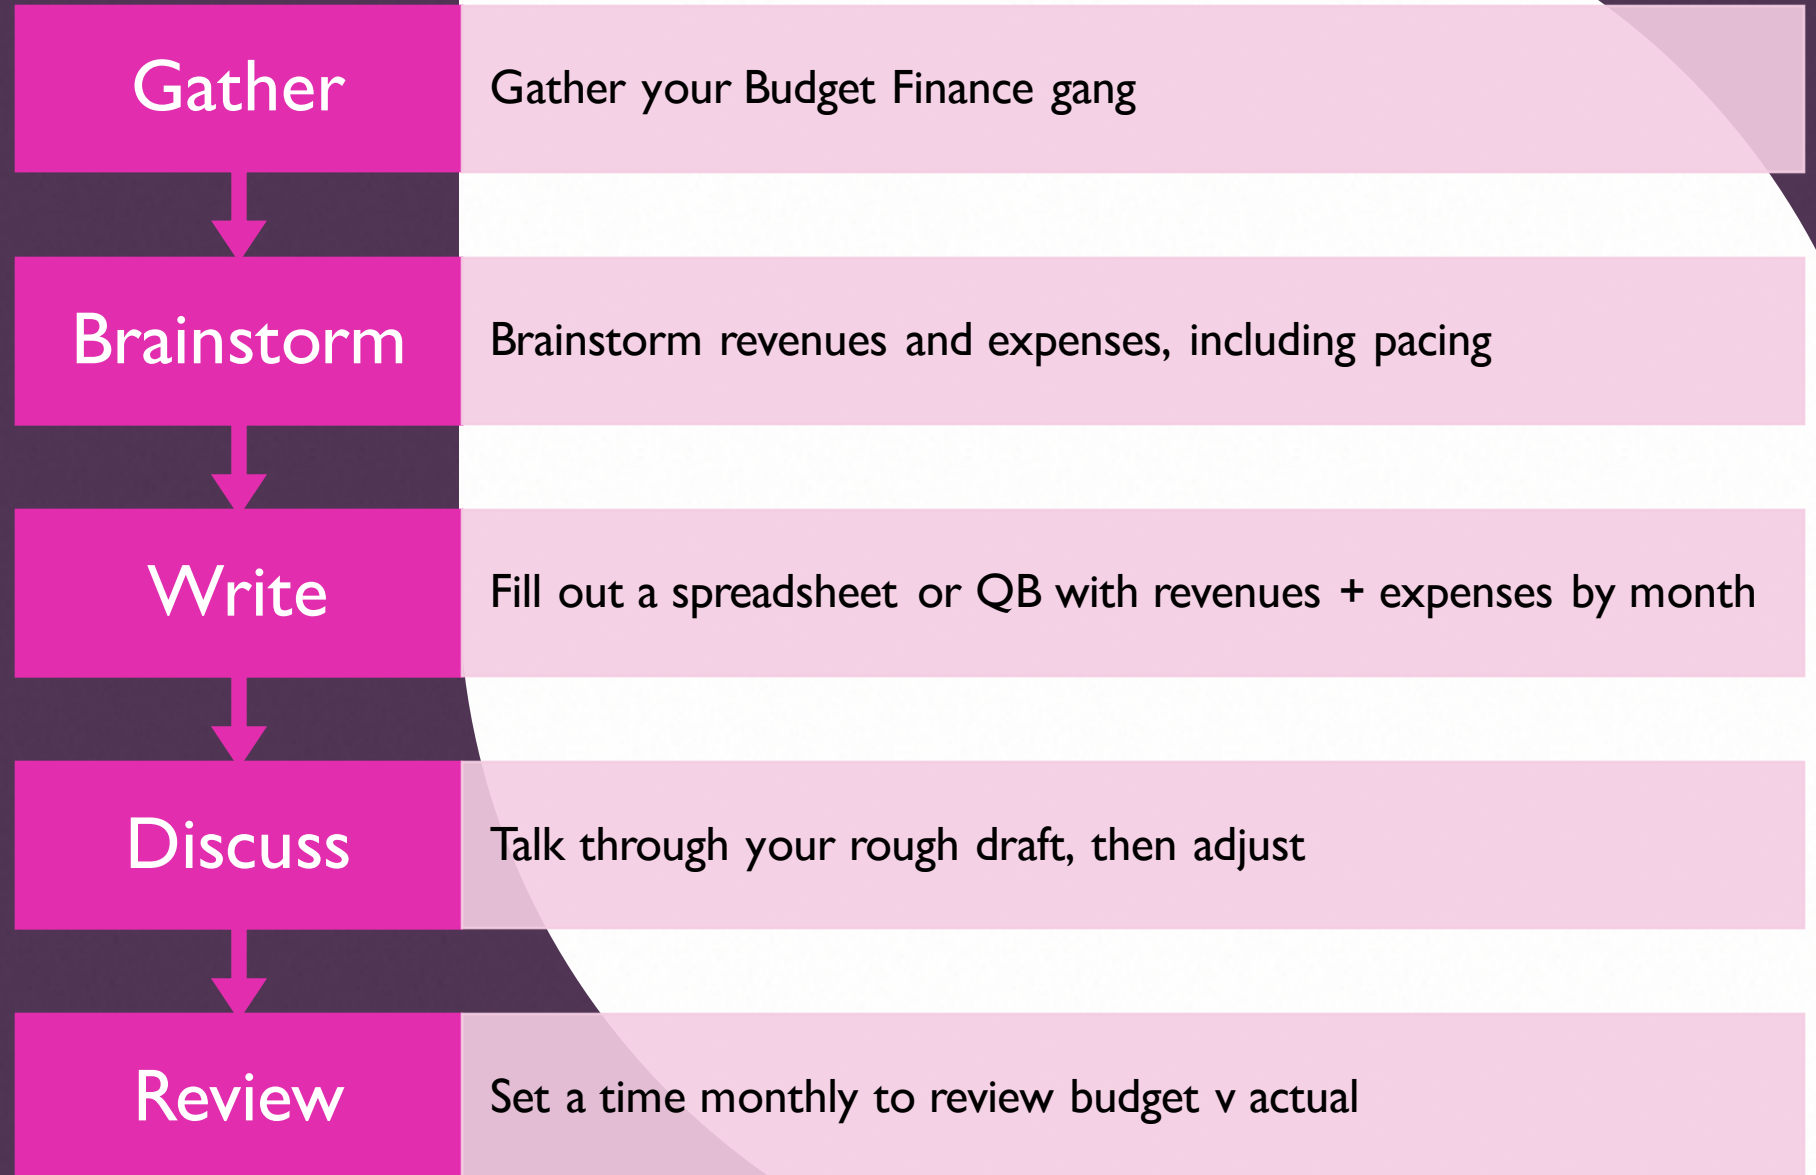 Gather
Gather your Budget Finance gang
Brainstorm
Brainstorm revenues and expenses, including pacing
Write
Fill out a spreadsheet or QB with revenues + expenses by month
Discuss
Talk through your rough draft, then adjust
Review
Set a time monthly to review budget v actual